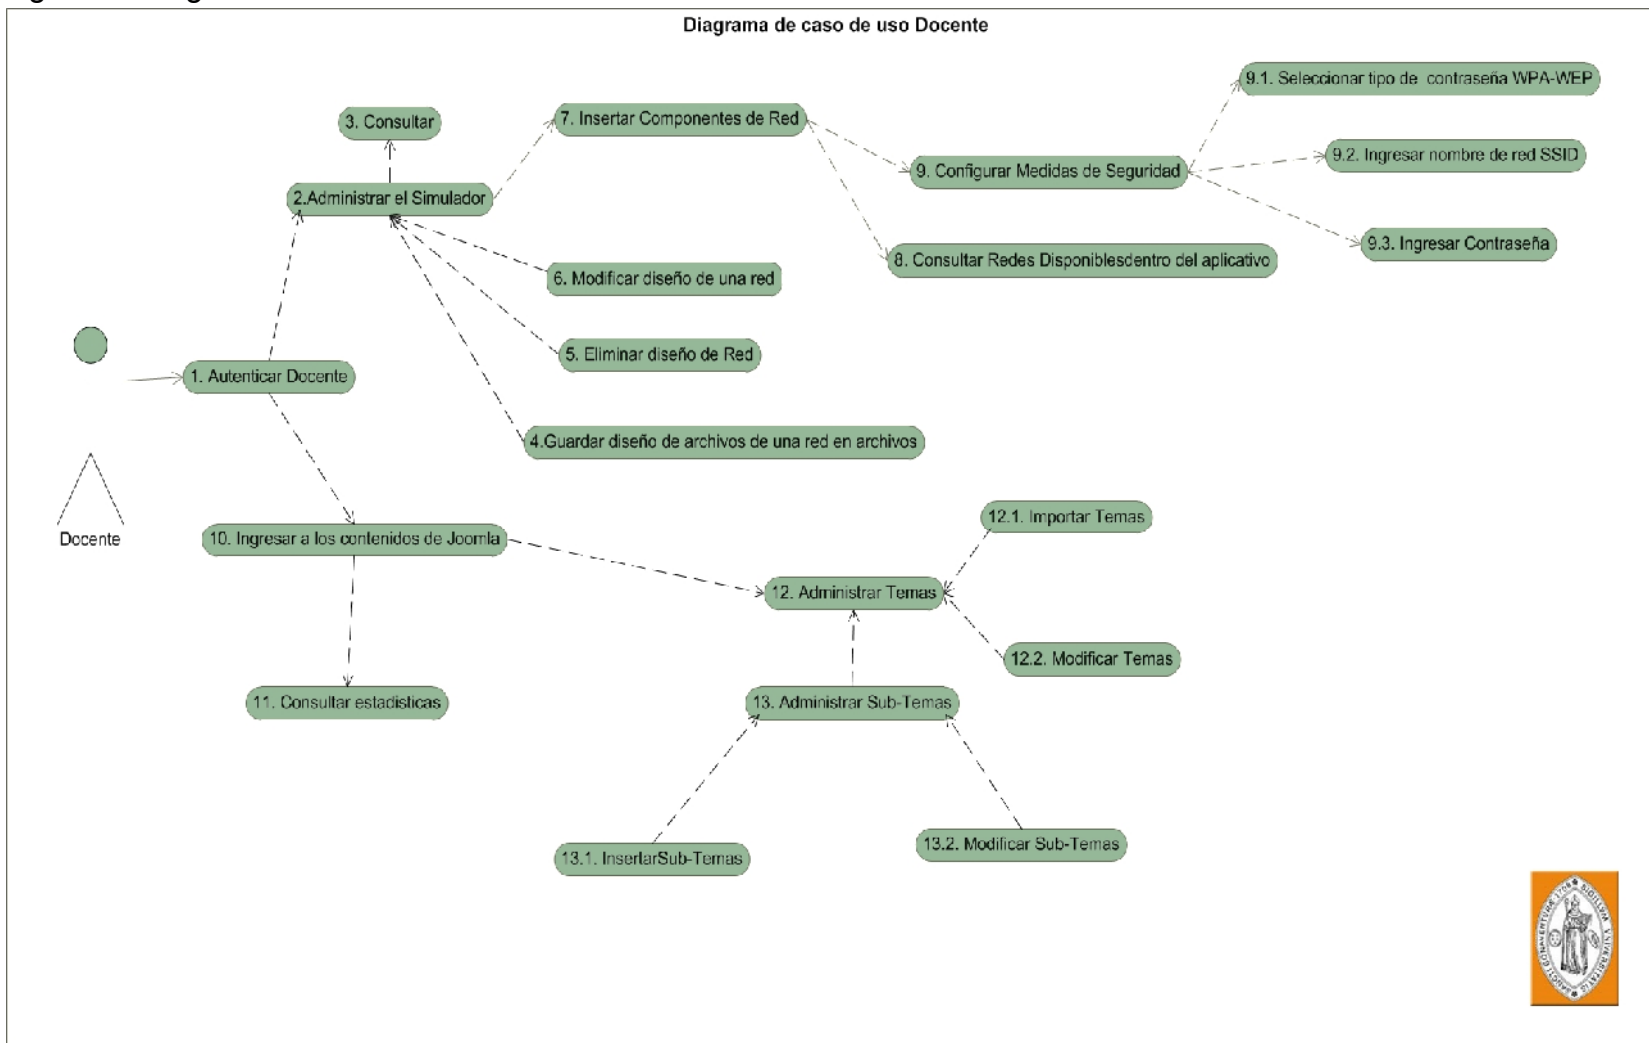 Diagrama de caso de uso Docente
9.1. Seleccionar tipo de contraseña WPA-WEP
3. Consultar
7. Insertar Componentes de Red
9.2. Ingresar nombre de red SSID
9. Configurar Medidas de Seguridad
2.Administrar el Simulador
9.3. Ingresar Contraseña
8. Consultar Redes Disponiblesdentro del aplicativo
6. Modificar diseño de una red
5. Eliminar diseño de Red
1. Autenticar Docente
4.Guardar diseño de archivos de una red en archivos
12.1. Importar Temas
Docente
10. Ingresar a los contenidos de Joomla
12. Administrar Temas
12.2. Modificar Temas
11. Consultar estadisticas
13. Administrar Sub-Temas
13.2. Modificar Sub-Temas
13.1. InsertarSub-Temas